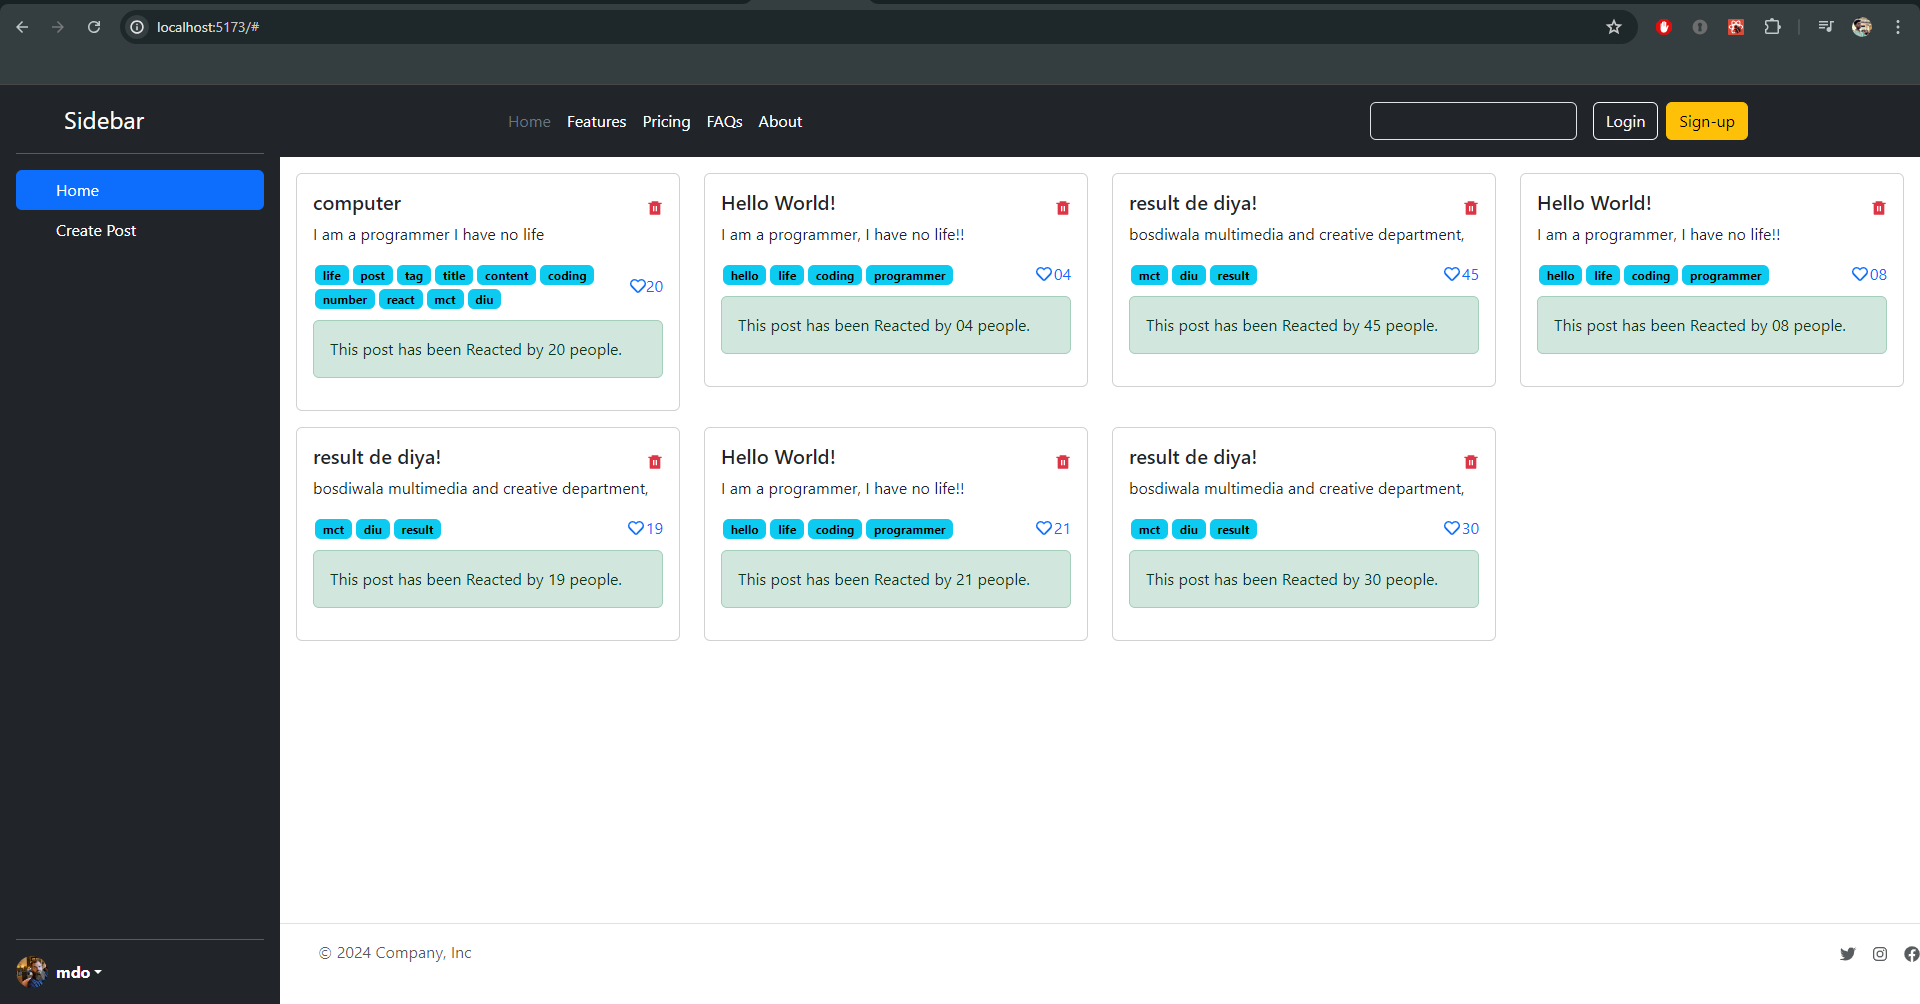 localhost:5173/#
Sidebar
Home Features Pricing FAQs About
Login Sign-up
Home
Create Post
computer
I am a programmer I have no life
life post tag title content coding
number react mct diu
20
This post has been Reacted by 20 people.
Hello World!
I am a programmer, I have no life!!
hello life coding programmer 04
This post has been Reacted by 04 people.
result de diya!
bosdiwala multimedia and creative department,
mct diu result 45
This post has been Reacted by 45 people.
Hello World!
I am a programmer, I have no life!!
hello life coding programmer 08
This post has been Reacted by 08 people.
result de diya!
bosdiwala multimedia and creative department,
mct diu result 19
This post has been Reacted by 19 people.
Hello World!
I am a programmer, I have no life!!
hello life coding programmer 21
This post has been Reacted by 21 people.
result de diya!
bosdiwala multimedia and creative department,
mct diu result 30
This post has been Reacted by 30 people.
© 2024 Company, Inc
mdo